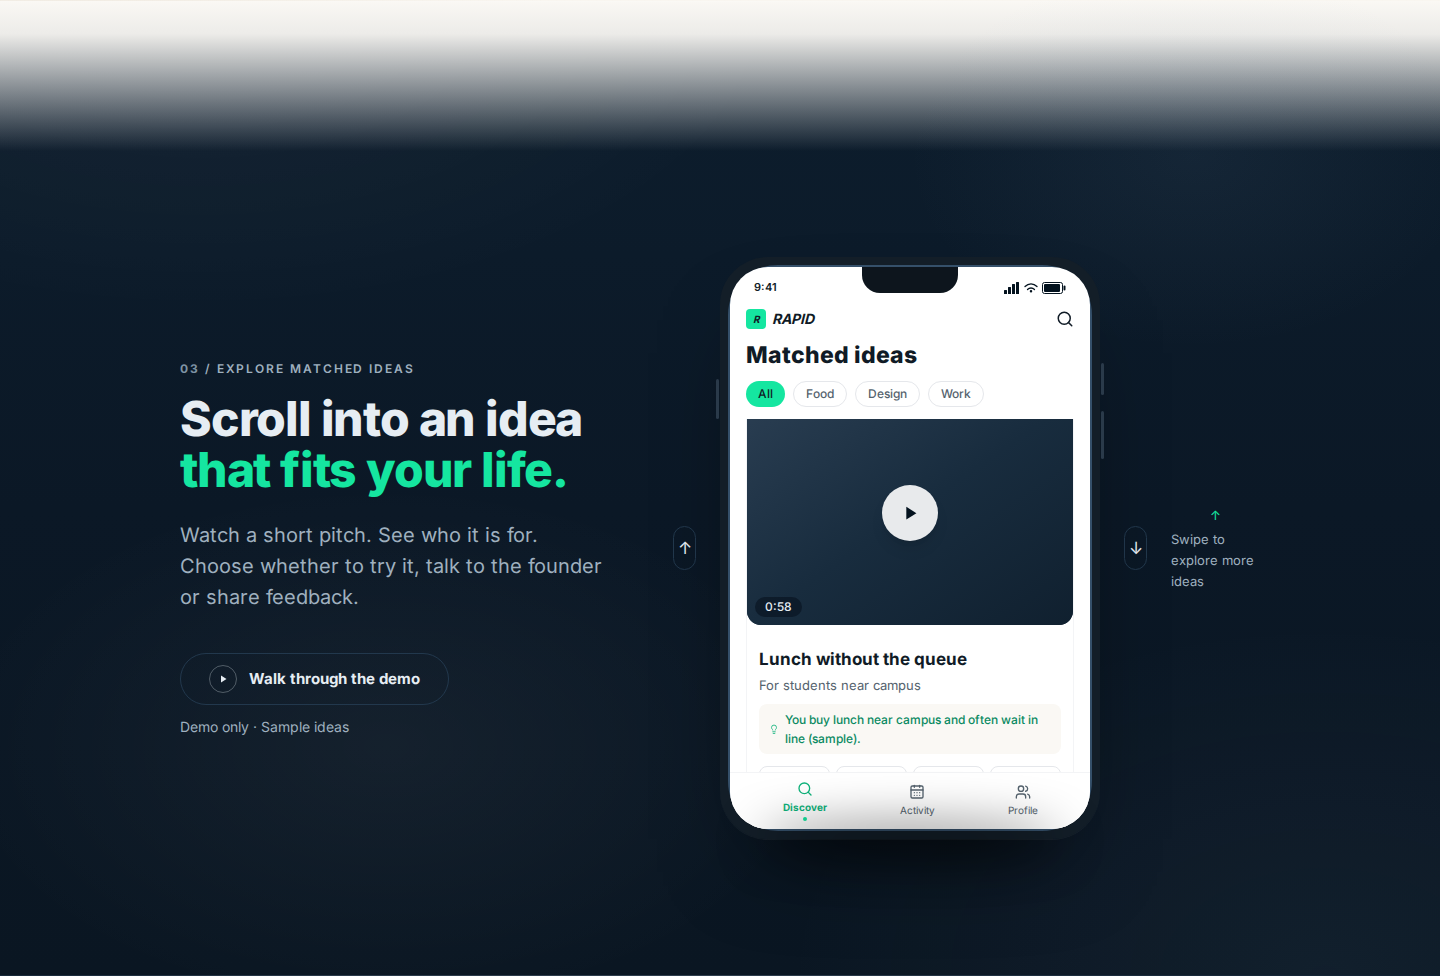 03 / EXPLORE MATCHED IDEAS
Scroll into an idea
that fits your life.
Watch a short pitch. See who it is for.
Choose whether to try it, talk to the founder
or share feedback.
Walk through the demo
Demo only · Sample ideas
9:41
R RAPID
Matched ideas
All Food Design Work
0:58
Lunch without the queue
For students near campus
You buy lunch near campus and often wait in
line (sample).
Discover Activity Profile
Swipe to
explore more
ideas